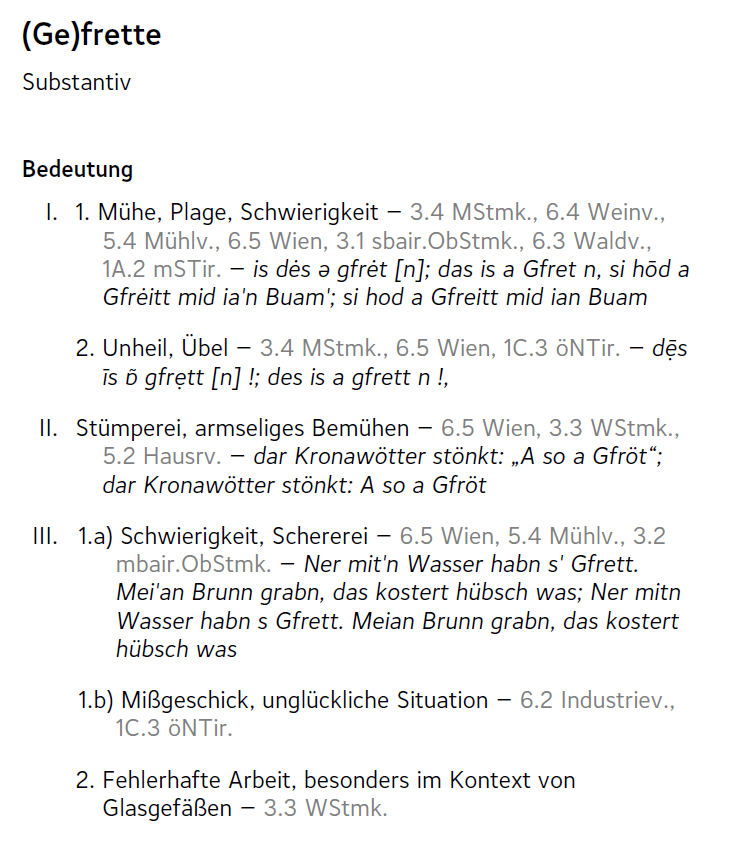 (Ge)frette
Substantiv
Bedeutung
I. 1. Mühe, Plage, Schwierigkeit – 3.4 MStmk., 6.4 Weinv.,
5.4 Mühlv., 6.5 Wien, 3.1 sbair.ObStmk., 6.3 Waldv.,
1A.2 mSTir. – is dės ə gfrėt [n]; das is a Gfret n, si hōd a
Gfrėitt mid ia'n Buam'; si hod a Gfreitt mid ian Buam
2. Unheil, Übel – 3.4 MStmk., 6.5 Wien, 1C.3 öNTir. – dẹ̄s
īs ɒ̄̆ gfrẹtt [n] !; des is a gfrett n !,
II. Stümperei, armseliges Bemühen – 6.5 Wien, 3.3 WStmk.,
5.2 Hausrv. – dar Kronawötter stönkt: „A so a Gfröt“;
dar Kronawötter stönkt: A so a Gfröt
III. 1.a) Schwierigkeit, Schererei – 6.5 Wien, 5.4 Mühlv., 3.2
mbair.ObStmk. – Ner mit'n Wasser habn s' Gfrett.
Mei'an Brunn grabn, das kostert hübsch was; Ner mitn
Wasser habn s Gfrett. Meian Brunn grabn, das kostert
hübsch was
1.b) Mißgeschick, unglückliche Situation – 6.2 Industriev.,
1C.3 öNTir.
2. Fehlerhafte Arbeit, besonders im Kontext von
Glasgefäßen – 3.3 WStmk.